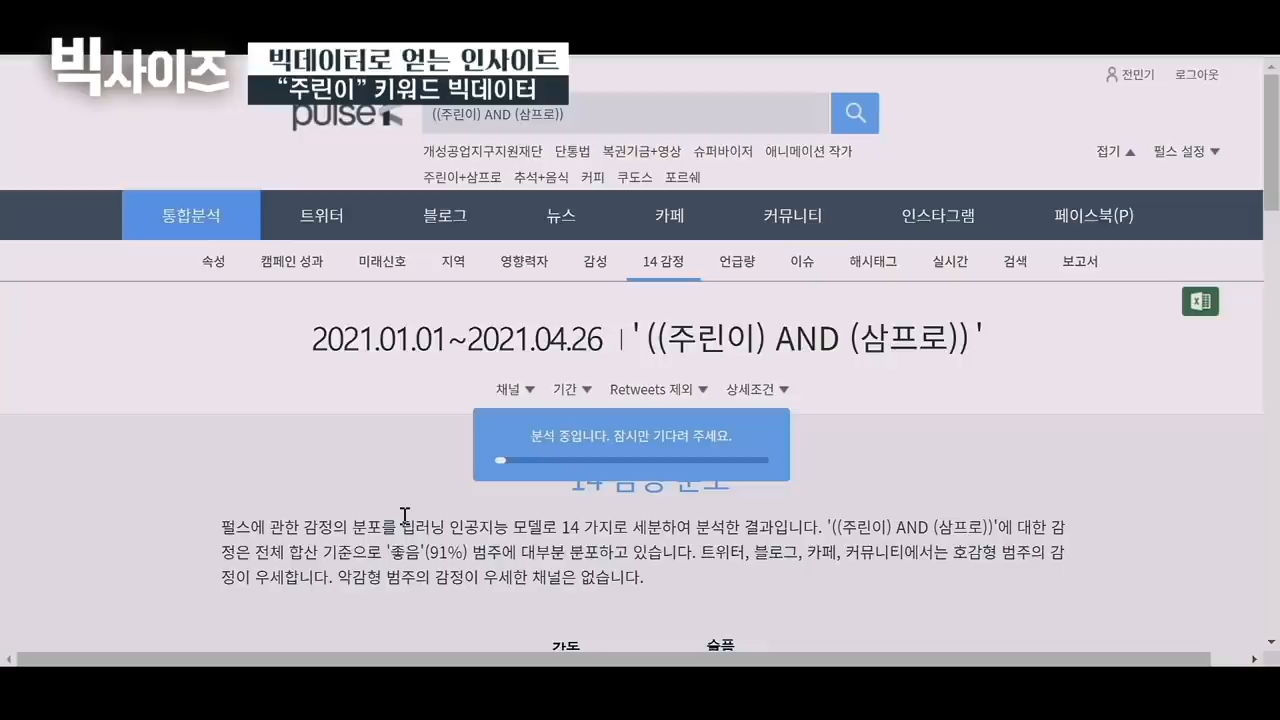 빅사이즈
빅데이터로 얻는 인사이트
“주린이” 키워드 빅데이터
전민기 로그아웃
pulse K
((주린이) AND (삼프로))
개성공업지구지원재단 단통법 복권기금+영상 슈퍼바이저 애니메이션 작가
접기 펄스 설정
주린이+삼프로 추석+음식 커피 쿠도스 포르쉐
통합분석 트위터 블로그 뉴스 카페 커뮤니티 인스타그램 페이스북(P)
속성 캠페인 성과 미래신호 지역 영향력자 감성 14 감정 언급량 이슈 해시태그 실시간 검색 보고서
2021.01.01~2021.04.26 | ' ((주린이) AND (삼프로)) '
채널 기간 Retweets 제외 상세조건
분석 중입니다. 잠시만 기다려 주세요.
14 감정 분포
펄스에 관한 감정의 분포를 딥러닝 인공지능 모델로 14 가지로 세분하여 분석한 결과입니다. '((주린이) AND (삼프로))'에 대한 감
정은 전체 합산 기준으로 '좋음'(91%) 범주에 대부분 분포하고 있습니다. 트위터, 블로그, 카페, 커뮤니티에서는 호감형 범주의 감
정이 우세합니다. 악감형 범주의 감정이 우세한 채널은 없습니다.
감동 슬픔